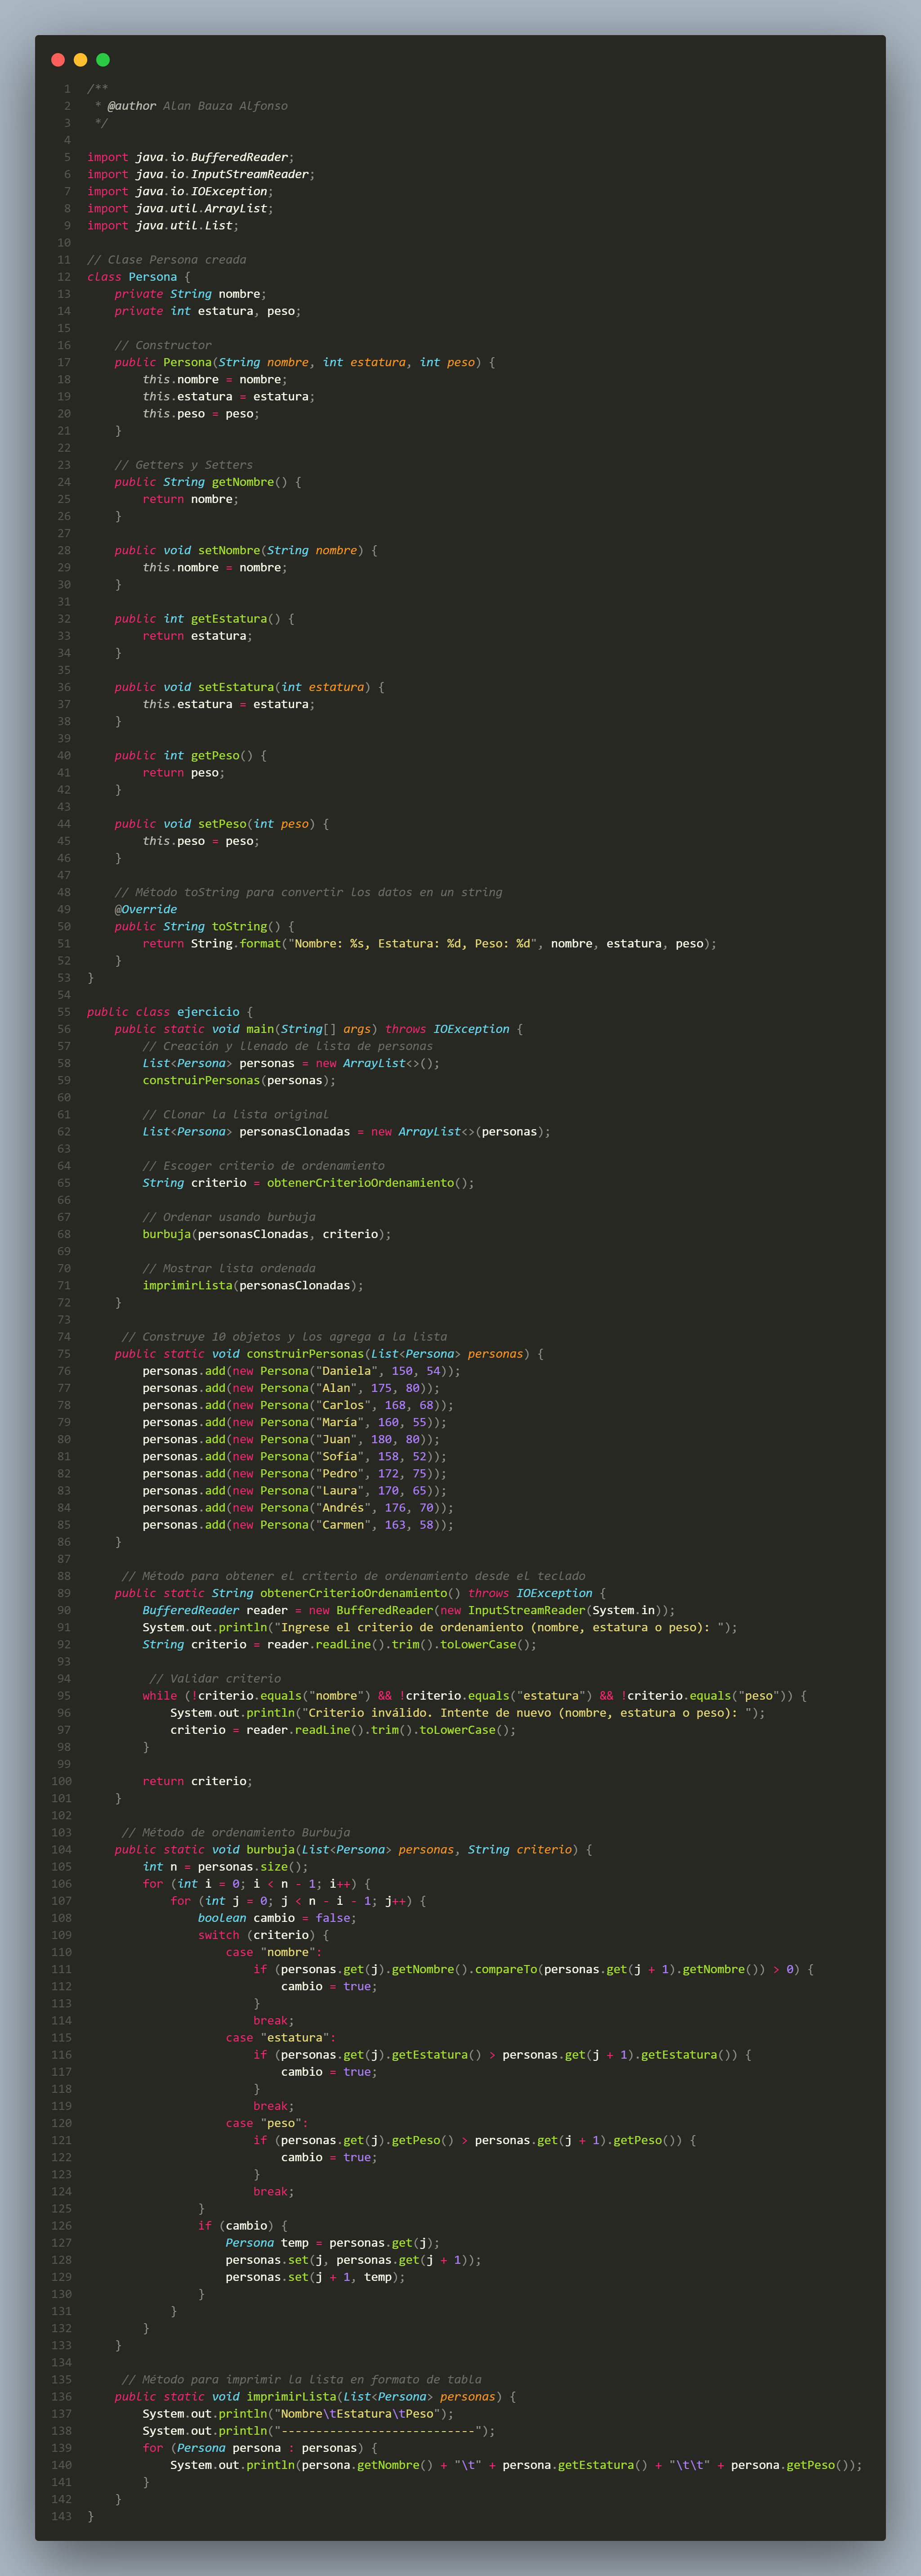 1 /**
2  * @author Alan Bauza Alfonso
3  */
4
5 import java.io.BufferedReader;
6 import java.io.InputStreamReader;
7 import java.io.IOException;
8 import java.util.ArrayList;
9 import java.util.List;
10
11 // Clase Persona creada
12 class Persona {
13     private String nombre;
14     private int estatura, peso;
15
16     // Constructor
17     public Persona(String nombre, int estatura, int peso) {
18         this.nombre = nombre;
19         this.estatura = estatura;
20         this.peso = peso;
21     }
22
23     // Getters y Setters
24     public String getNombre() {
25         return nombre;
26     }
27
28     public void setNombre(String nombre) {
29         this.nombre = nombre;
30     }
31
32     public int getEstatura() {
33         return estatura;
34     }
35
36     public void setEstatura(int estatura) {
37         this.estatura = estatura;
38     }
39
40     public int getPeso() {
41         return peso;
42     }
43
44     public void setPeso(int peso) {
45         this.peso = peso;
46     }
47
48     // Método toString para convertir los datos en un string
49     @Override
50     public String toString() {
51         return String.format("Nombre: %s, Estatura: %d, Peso: %d", nombre, estatura, peso);
52     }
53 }
54
55 public class ejercicio {
56     public static void main(String[] args) throws IOException {
57         // Creación y llenado de lista de personas
58         List<Persona> personas = new ArrayList<>();
59         construirPersonas(personas);
60
61         // Clonar la lista original
62         List<Persona> personasClonadas = new ArrayList<>(personas);
63
64         // Escoger criterio de ordenamiento
65         String criterio = obtenerCriterioOrdenamiento();
66
67         // Ordenar usando burbuja
68         burbuja(personasClonadas, criterio);
69
70         // Mostrar lista ordenada
71         imprimirLista(personasClonadas);
72     }
73
74      // Construye 10 objetos y los agrega a la lista
75     public static void construirPersonas(List<Persona> personas) {
76         personas.add(new Persona("Daniela", 150, 54));
77         personas.add(new Persona("Alan", 175, 80));
78         personas.add(new Persona("Carlos", 168, 68));
79         personas.add(new Persona("María", 160, 55));
80         personas.add(new Persona("Juan", 180, 80));
81         personas.add(new Persona("Sofía", 158, 52));
82         personas.add(new Persona("Pedro", 172, 75));
83         personas.add(new Persona("Laura", 170, 65));
84         personas.add(new Persona("Andrés", 176, 70));
85         personas.add(new Persona("Carmen", 163, 58));
86     }
87
88      // Método para obtener el criterio de ordenamiento desde el teclado
89     public static String obtenerCriterioOrdenamiento() throws IOException {
90         BufferedReader reader = new BufferedReader(new InputStreamReader(System.in));
91         System.out.println("Ingrese el criterio de ordenamiento (nombre, estatura o peso): ");
92         String criterio = reader.readLine().trim().toLowerCase();
93
94          // Validar criterio
95         while (!criterio.equals("nombre") && !criterio.equals("estatura") && !criterio.equals("peso")) {
96             System.out.println("Criterio inválido. Intente de nuevo (nombre, estatura o peso): ");
97             criterio = reader.readLine().trim().toLowerCase();
98         }
99
100         return criterio;
101     }
102
103      // Método de ordenamiento Burbuja
104     public static void burbuja(List<Persona> personas, String criterio) {
105         int n = personas.size();
106         for (int i = 0; i < n - 1; i++) {
107             for (int j = 0; j < n - i - 1; j++) {
108                 boolean cambio = false;
109                 switch (criterio) {
110                     case "nombre":
111                         if (personas.get(j).getNombre().compareTo(personas.get(j + 1).getNombre()) > 0) {
112                             cambio = true;
113                         }
114                         break;
115                     case "estatura":
116                         if (personas.get(j).getEstatura() > personas.get(j + 1).getEstatura()) {
117                             cambio = true;
118                         }
119                         break;
120                     case "peso":
121                         if (personas.get(j).getPeso() > personas.get(j + 1).getPeso()) {
122                             cambio = true;
123                         }
124                         break;
125                 }
126                 if (cambio) {
127                     Persona temp = personas.get(j);
128                     personas.set(j, personas.get(j + 1));
129                     personas.set(j + 1, temp);
130                 }
131             }
132         }
133     }
134
135      // Método para imprimir la lista en formato de tabla
136     public static void imprimirLista(List<Persona> personas) {
137         System.out.println("Nombre\tEstatura\tPeso");
138         System.out.println("----------------------------");
139         for (Persona persona : personas) {
140             System.out.println(persona.getNombre() + "\t" + persona.getEstatura() + "\t\t" + persona.getPeso());
141         }
142     }
143 }